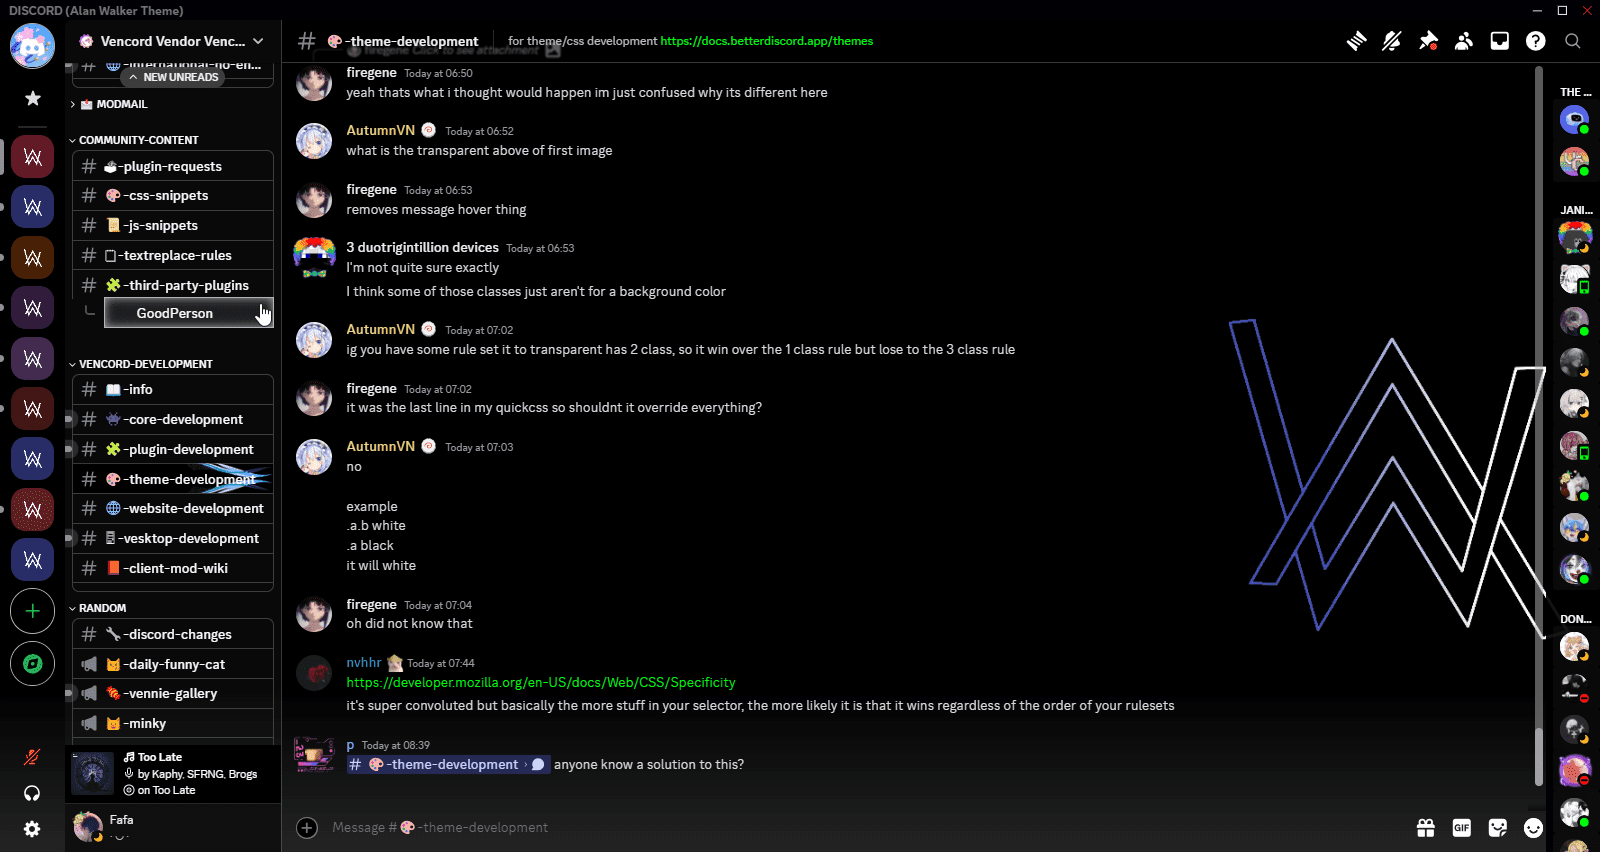 DISCORD (Alan Walker Theme)
Vencord Vendor Venc...
-international-no-en...
NEW UNREADS
MODMAIL
COMMUNITY-CONTENT
-plugin-requests
-css-snippets
-js-snippets
-textreplace-rules
-third-party-plugins
GoodPerson
VENCORD-DEVELOPMENT
-info
-core-development
-plugin-development
-theme-development
-website-development
-vesktop-development
-client-mod-wiki
RANDOM
-discord-changes
-daily-funny-cat
-vennie-gallery
-minky
Too Late
by Kaphy, SFRNG, Brogs
on Too Late
Fafa
# -theme-development
for theme/css development https://docs.betterdiscord.app/themes
firegene Click to see attachment
firegene Today at 06:50
yeah thats what i thought would happen im just confused why its different here
AutumnVN Today at 06:52
what is the transparent above of first image
firegene Today at 06:53
removes message hover thing
3 duotrigintillion devices Today at 06:53
I'm not quite sure exactly
I think some of those classes just aren't for a background color
AutumnVN Today at 07:02
ig you have some rule set it to transparent has 2 class, so it win over the 1 class rule but lose to the 3 class rule
firegene Today at 07:02
it was the last line in my quickcss so shouldnt it override everything?
AutumnVN Today at 07:03
no
example
.a.b white
.a black
it will white
firegene Today at 07:04
oh did not know that
nvhhr Today at 07:44
https://developer.mozilla.org/en-US/docs/Web/CSS/Specificity
it's super convoluted but basically the more stuff in your selector, the more likely it is that it wins regardless of the order of your rulesets
p Today at 08:39
# -theme-development › anyone know a solution to this?
Message # -theme-development
GIF
THE ...
JANI...
DON...